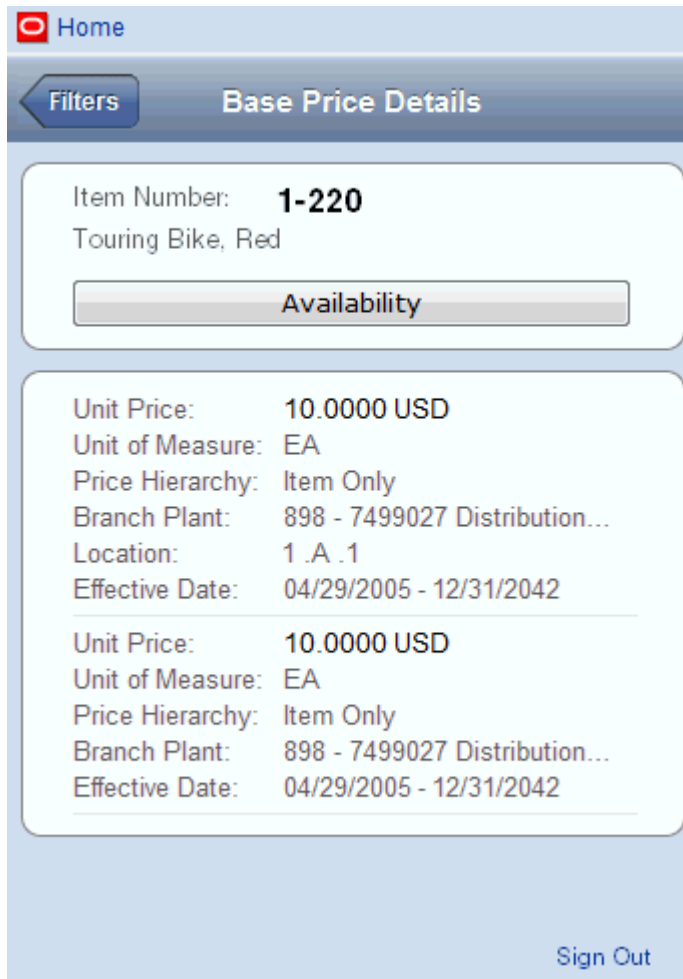 Home
Filters
Base Price Details
Item Number: 1-220
Touring Bike, Red
Availability
Unit Price: 10.0000 USD
Unit of Measure: EA
Price Hierarchy: Item Only
Branch Plant: 898 - 7499027 Distribution...
Location: 1 .A .1
Effective Date: 04/29/2005 - 12/31/2042
Unit Price: 10.0000 USD
Unit of Measure: EA
Price Hierarchy: Item Only
Branch Plant: 898 - 7499027 Distribution...
Effective Date: 04/29/2005 - 12/31/2042
Sign Out